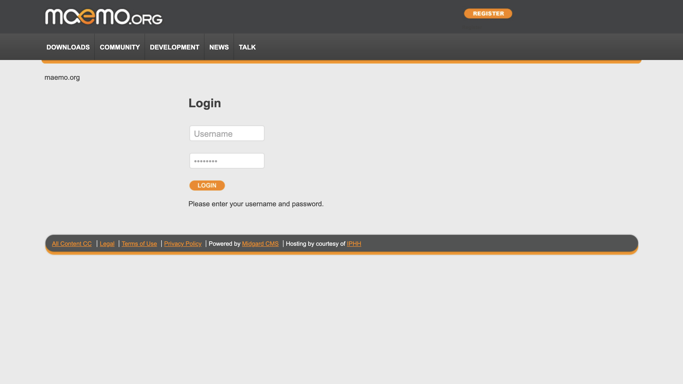 maemo.org
REGISTER
DOWNLOADS COMMUNITY DEVELOPMENT NEWS TALK
maemo.org
Login
Username
********
LOGIN
Please enter your username and password.
All Content CC | Legal | Terms of Use | Privacy Policy | Powered by Midgard CMS | Hosting by courtesy of IPHH